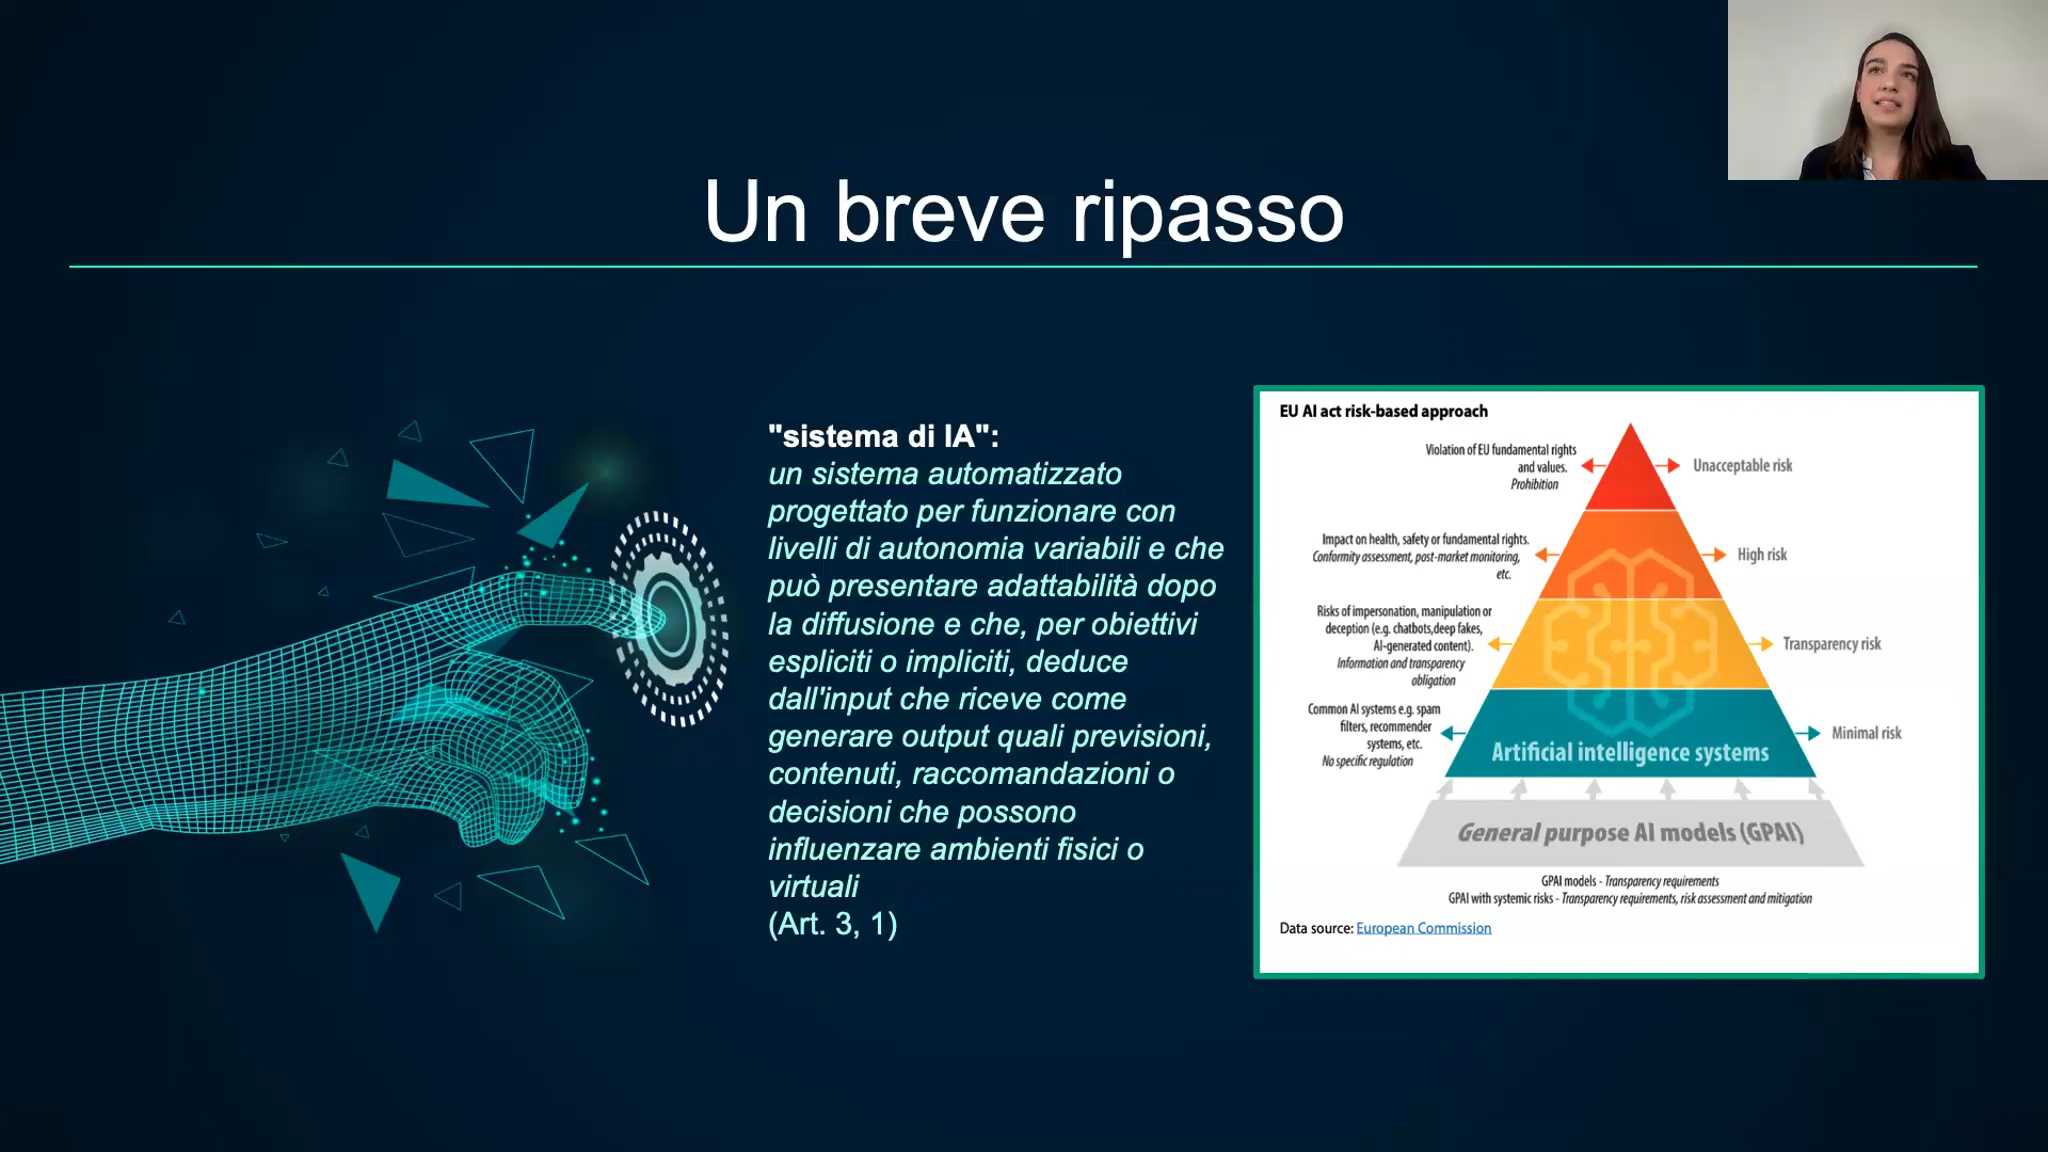 Un breve ripasso
"sistema di IA":
un sistema automatizzato
progettato per funzionare con
livelli di autonomia variabili e che
può presentare adattabilità dopo
la diffusione e che, per obiettivi
espliciti o impliciti, deduce
dall'input che riceve come
generare output quali previsioni,
contenuti, raccomandazioni o
decisioni che possono
influenzare ambienti fisici o
virtuali
(Art. 3, 1)
EU AI act risk-based approach
Violation of EU fundamental rights
and values.
Prohibition
Unacceptable risk
Impact on health, safety or fundamental rights.
Conformity assessment, post-market monitoring,
etc.
High risk
Risks of impersonation, manipulation or
deception (e.g. chatbots,deep fakes,
AI-generated content).
Information and transparency
obligation
Transparency risk
Common AI systems e.g. spam
filters, recommender
systems, etc.
No specific regulation
Minimal risk
Artificial intelligence systems
General purpose AI models (GPAI)
GPAI models - Transparency requirements
GPAI with systemic risks - Transparency requirements, risk assessment and mitigation
Data source: European Commission